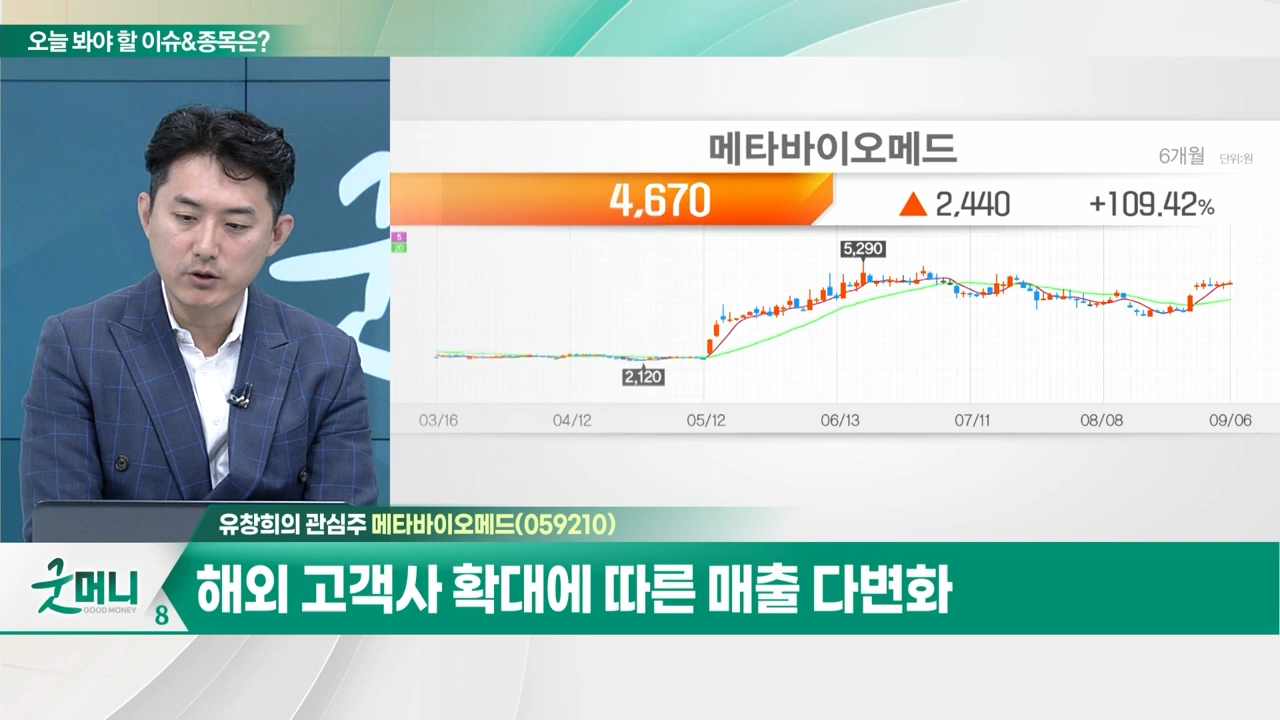 오늘 봐야 할 이슈&종목은?
메타바이오메드
6개월 단위:원
4,670 ▲ 2,440 +109.42%
5
20
5,290
2,120
03/16 04/12 05/12 06/13 07/11 08/08 09/06
유창희의 관심주 메타바이오메드(059210)
굿머니
GOOD MONEY
8
해외 고객사 확대에 따른 매출 다변화